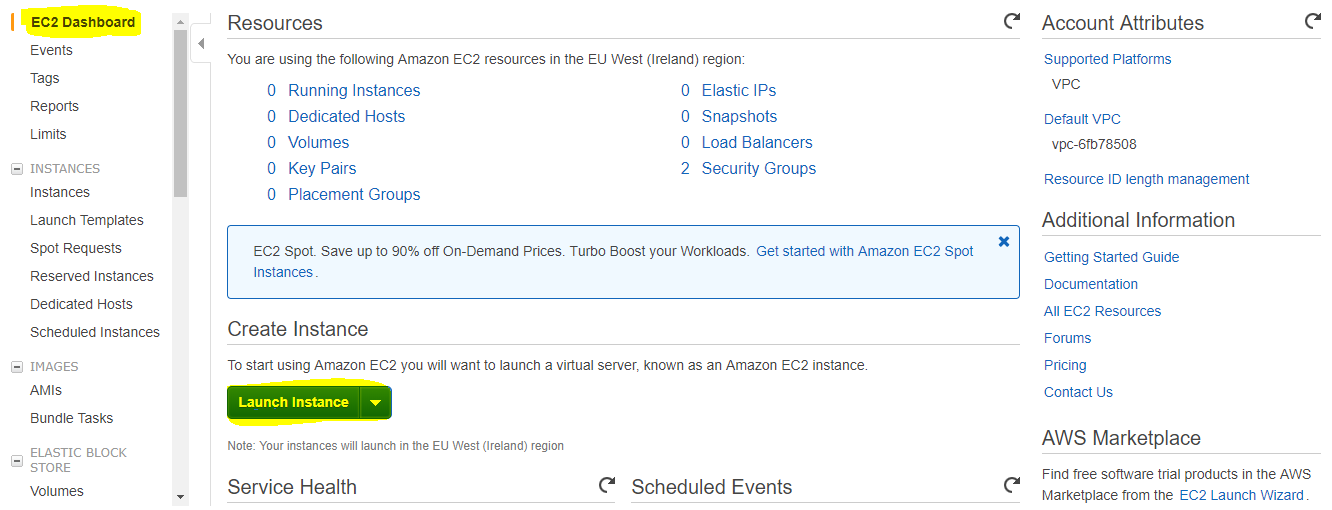 EC2 Dashboard
Events
Tags
Reports
Limits
INSTANCES
Instances
Launch Templates
Spot Requests
Reserved Instances
Dedicated Hosts
Scheduled Instances
IMAGES
AMIs
Bundle Tasks
ELASTIC BLOCK
STORE
Volumes
Resources
You are using the following Amazon EC2 resources in the EU West (Ireland) region:
0 Running Instances
0 Dedicated Hosts
0 Volumes
0 Key Pairs
0 Placement Groups
0 Elastic IPs
0 Snapshots
0 Load Balancers
2 Security Groups
EC2 Spot. Save up to 90% off On-Demand Prices. Turbo Boost your Workloads. Get started with Amazon EC2 Spot
Instances.
Create Instance
To start using Amazon EC2 you will want to launch a virtual server, known as an Amazon EC2 instance.
Launch Instance
Note: Your instances will launch in the EU West (Ireland) region
Service Health
Scheduled Events
Account Attributes
Supported Platforms
VPC
Default VPC
vpc-6fb78508
Resource ID length management
Additional Information
Getting Started Guide
Documentation
All EC2 Resources
Forums
Pricing
Contact Us
AWS Marketplace
Find free software trial products in the AWS
Marketplace from the EC2 Launch Wizard.